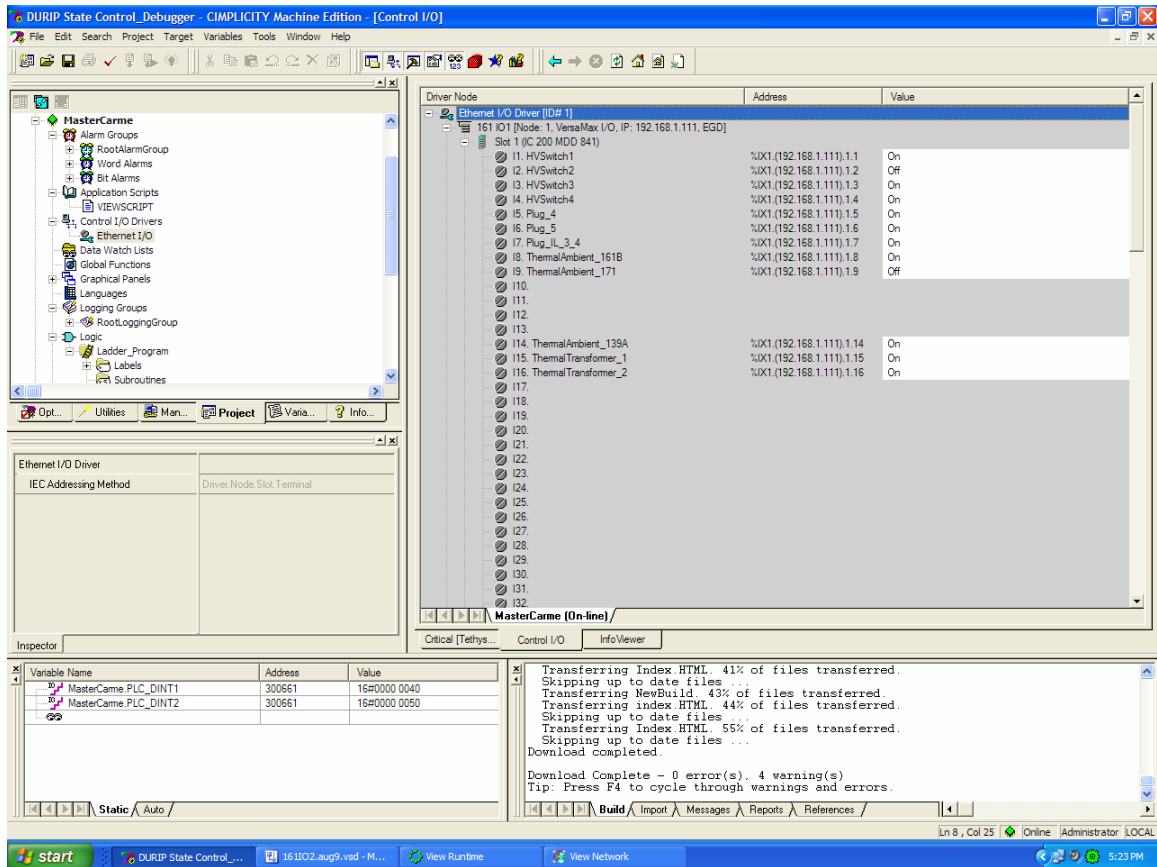 DURIP State Control_Debugger - CIMPLICITY Machine Edition - [Control I/O]
File Edit Search Project Target Variables Tools Window Help
MasterCarme
Alarm Groups
RootAlarmGroup
Word Alarms
Bit Alarms
Application Scripts
VIEWSCRIPT
Control I/O Drivers
Ethernet I/O
Data Watch Lists
Global Functions
Graphical Panels
Languages
Logging Groups
RootLoggingGroup
Logic
Ladder_Program
Labels
Subroutines
Opt... Utilities Man... Project Varia... Info...
Ethernet I/O Driver
IEC Addressing Method Driver.Node.Slot.Terminal
Inspector
Driver Node Address Value
Ethernet I/O Driver [ID# 1]
161 IO1 [Node: 1, VersaMax I/O, IP: 192.168.1.111, EGD]
Slot 1 (IC 200 MDD 841)
I1. HVSwitch1 %IX1.(192.168.1.111).1.1 On
I2. HVSwitch2 %IX1.(192.168.1.111).1.2 Off
I3. HVSwitch3 %IX1.(192.168.1.111).1.3 On
I4. HVSwitch4 %IX1.(192.168.1.111).1.4 On
I5. Plug_4 %IX1.(192.168.1.111).1.5 On
I6. Plug_5 %IX1.(192.168.1.111).1.6 On
I7. Plug_IL_3_4 %IX1.(192.168.1.111).1.7 On
I8. ThermalAmbient_161B %IX1.(192.168.1.111).1.8 On
I9. ThermalAmbient_171 %IX1.(192.168.1.111).1.9 Off
I10.
I11.
I12.
I13.
I14. ThermalAmbient_139A %IX1.(192.168.1.111).1.14 On
I15. ThermalTransformer_1 %IX1.(192.168.1.111).1.15 On
I16. ThermalTransformer_2 %IX1.(192.168.1.111).1.16 On
I17.
I18.
I19.
I20.
I21.
I22.
I23.
I24.
I25.
I26.
I27.
I28.
I29.
I30.
I31.
I32.
MasterCarme (On-line)
Critical [Tethys... Control I/O InfoViewer
Variable Name Address Value
MasterCarme.PLC_DINT1 300661 16#0000 0040
MasterCarme.PLC_DINT2 300661 16#0000 0050
Static Auto
Transferring Index.HTML. 41% of files transferred.
Skipping up to date files ...
Transferring NewBuild. 43% of files transferred.
Transferring index.HTML. 44% of files transferred.
Skipping up to date files ...
Transferring Index.HTML. 55% of files transferred.
Skipping up to date files ...
Download completed.
Download Complete - 0 error(s), 4 warning(s)
Tip: Press F4 to cycle through warnings and errors.
Build Import Messages Reports References
Ln 8 , Col 25 Online Administrator LOCAL
start DURIP State Control_... 161IO2.aug9.vsd - M... View Runtime View Network 5:23 PM